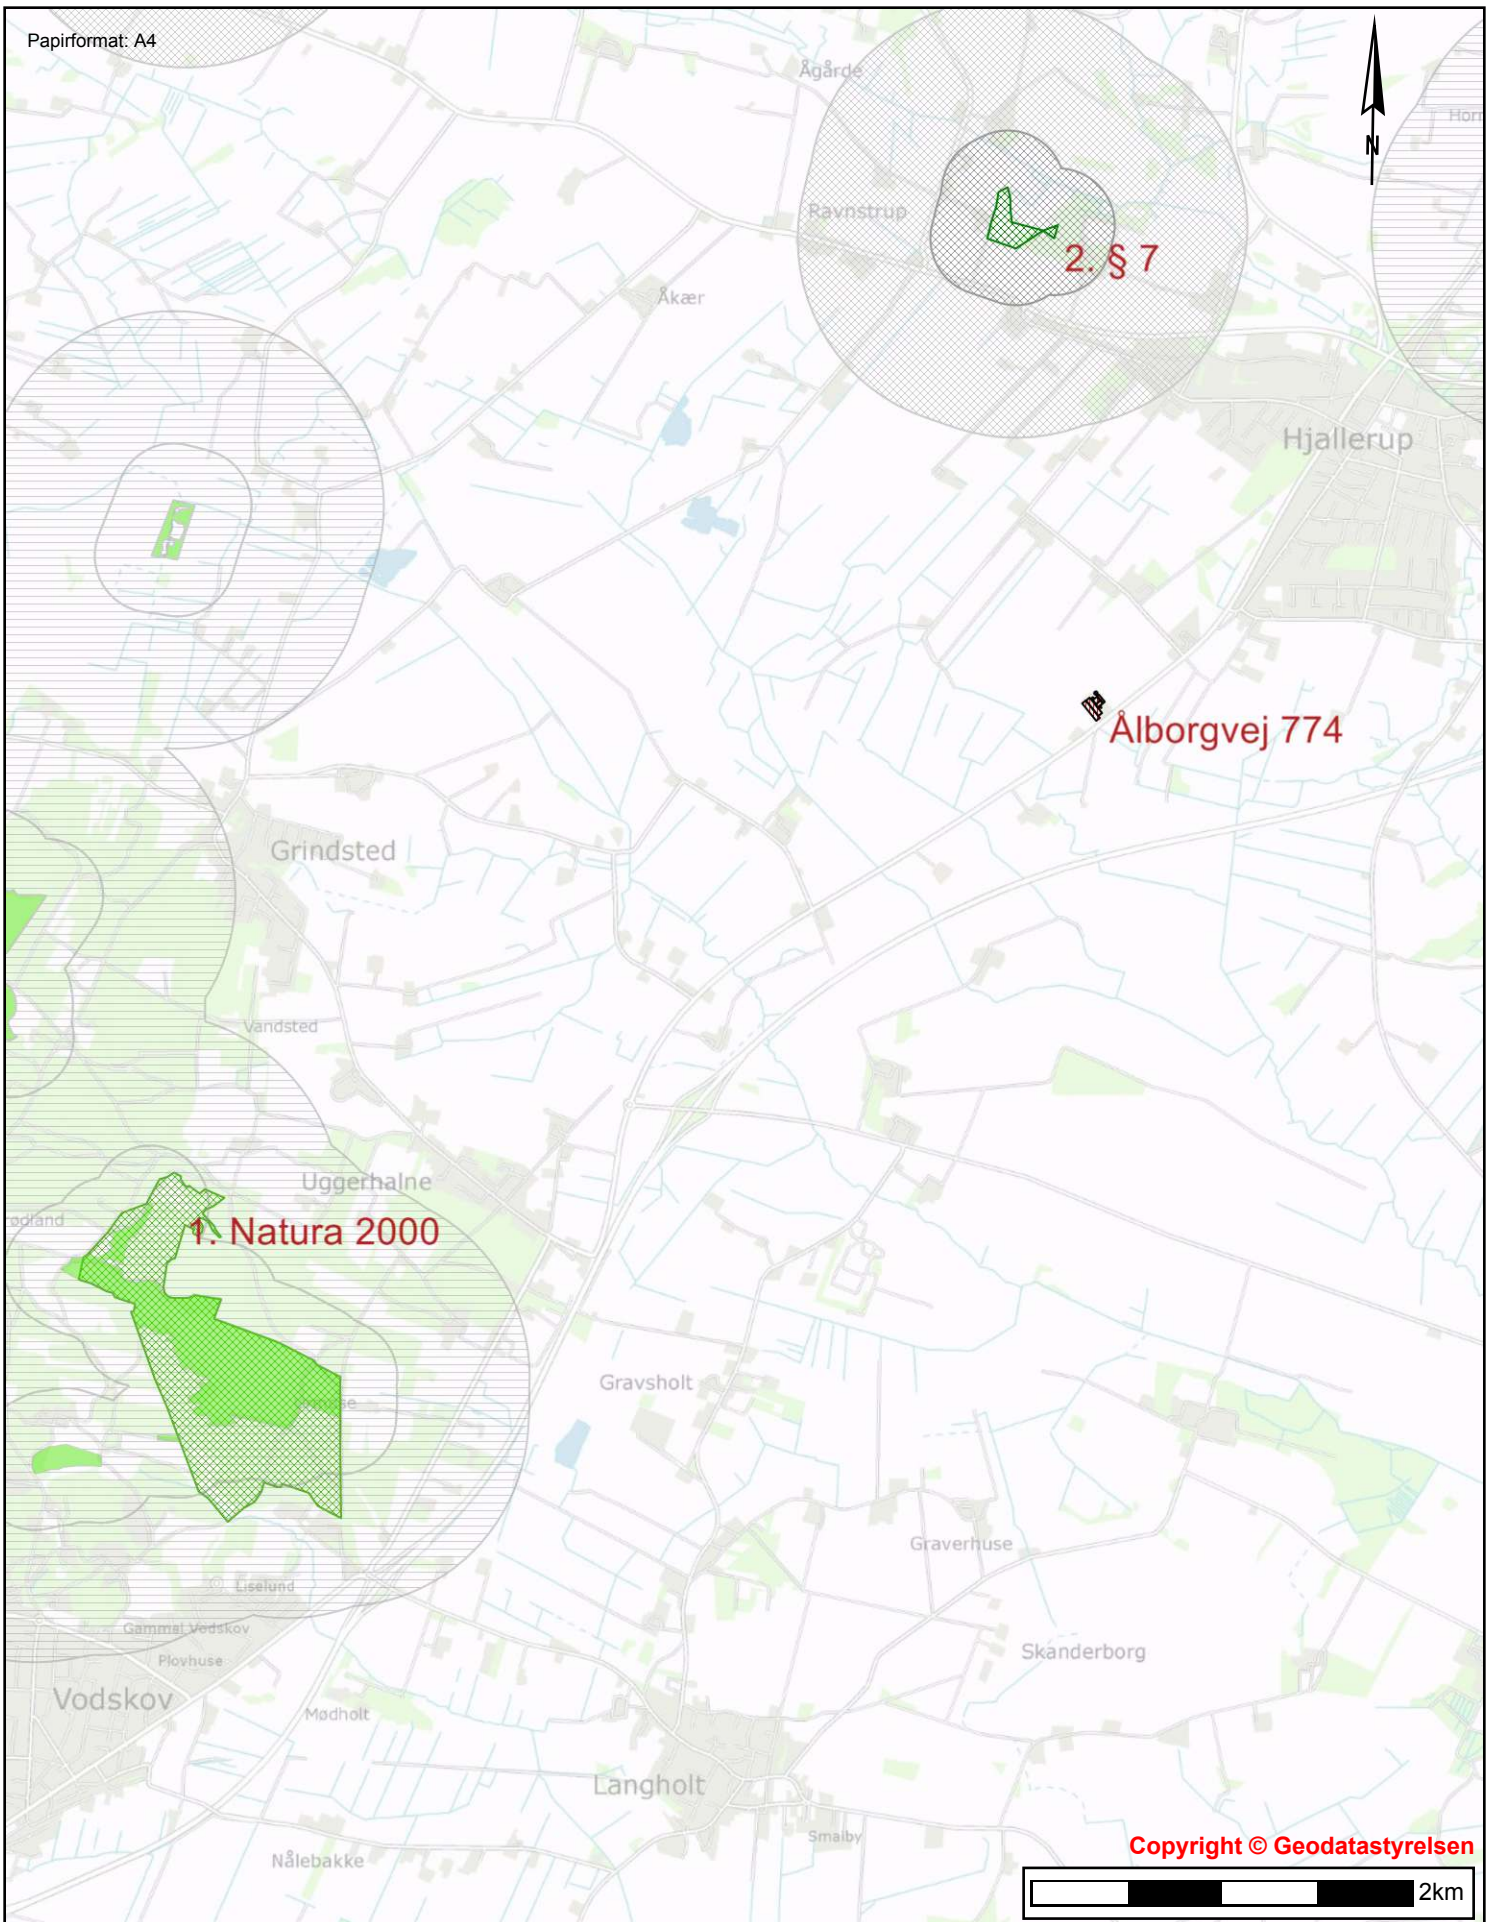 Papirformat: A4
Ågårde
Horn
N
Ravnstrup
2. § 7
Åkær
Hjallerup
Ålborgvej 774
Grindsted
Vandsted
Uggerhalne
1. Natura 2000
Gravsholt
Graverhuse
Liselund
Gammel Vodskov
Plovhuse
Skanderborg
Vodskov
Mødholt
Langholt
Smalby
Nålebakke
Copyright © Geodatastyrelsen
2km